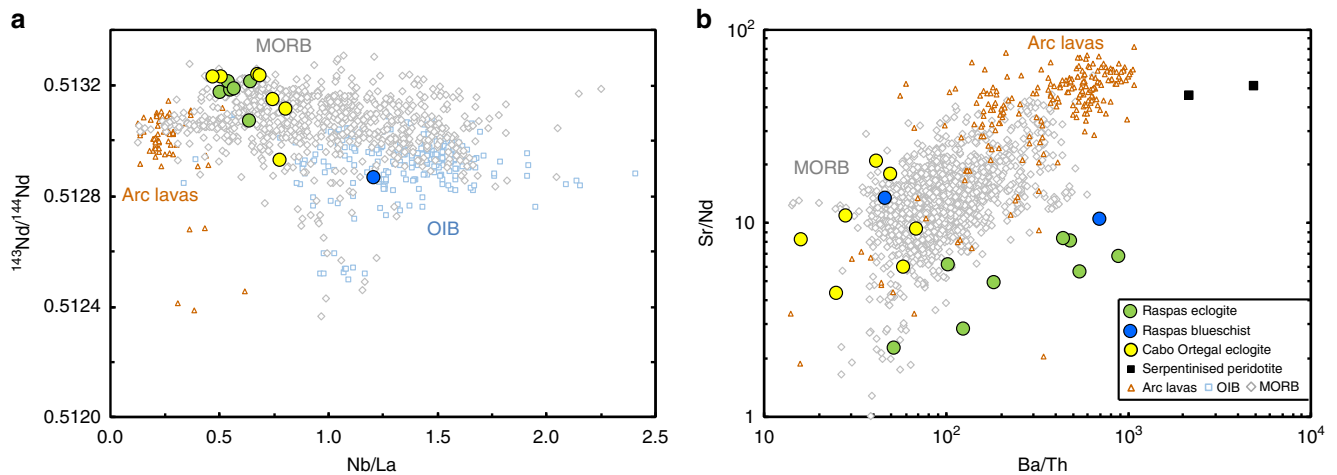 a
MORB
Arc lavas
OIB
¹⁴³Nd/¹⁴⁴Nd
0.5132
0.5128
0.5124
0.5120
0.0 0.5 1.0 1.5 2.0 2.5
Nb/La
b
Arc lavas
MORB
Sr/Nd
10²
10
1
10 10² 10³ 10⁴
Ba/Th
Raspas eclogite
Raspas blueschist
Cabo Ortegal eclogite
Serpentinised peridotite
Arc lavas OIB MORB